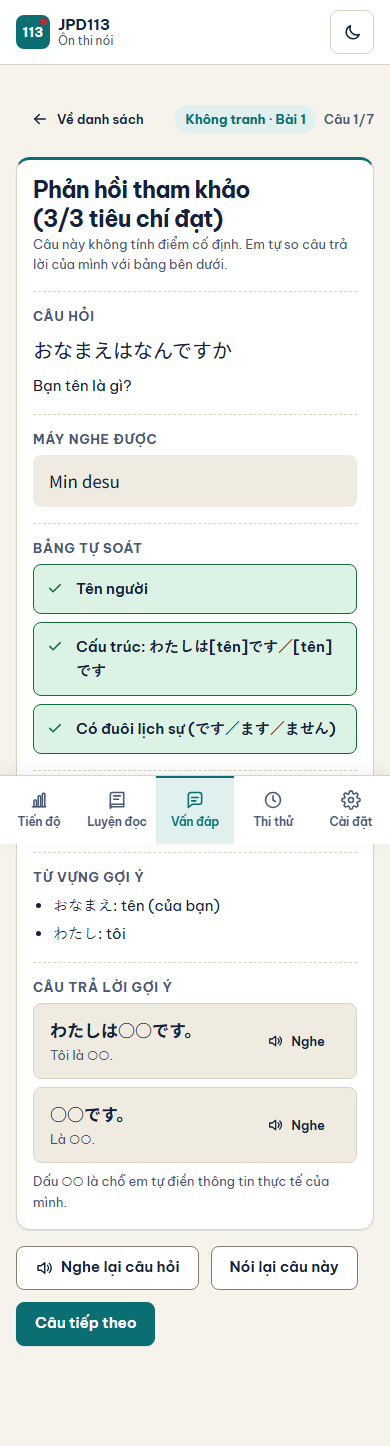 113
JPD113
Ôn thi nói
Về danh sách
Không tranh · Bài 1
Câu 1/7
Phản hồi tham khảo
(3/3 tiêu chí đạt)
Câu này không tính điểm cố định. Em tự so câu trả
lời của mình với bảng bên dưới.
CÂU HỎI
おなまえはなんですか
Bạn tên là gì?
MÁY NGHE ĐƯỢC
Min desu
BẢNG TỰ SOÁT
Tên người
Cấu trúc: わたしは[tên]です／[tên]
です
Có đuôi lịch sự (です／ます／ません)
Tiến độ
Luyện đọc
Vấn đáp
Thi thử
Cài đặt
TỪ VỰNG GỢI Ý
おなまえ: tên (của bạn)
わたし: tôi
CÂU TRẢ LỜI GỢI Ý
わたしは○○です。
Tôi là ○○.
Nghe
○○です。
Là ○○.
Nghe
Dấu ○○ là chỗ em tự điền thông tin thực tế của
mình.
Nghe lại câu hỏi
Nói lại câu này
Câu tiếp theo